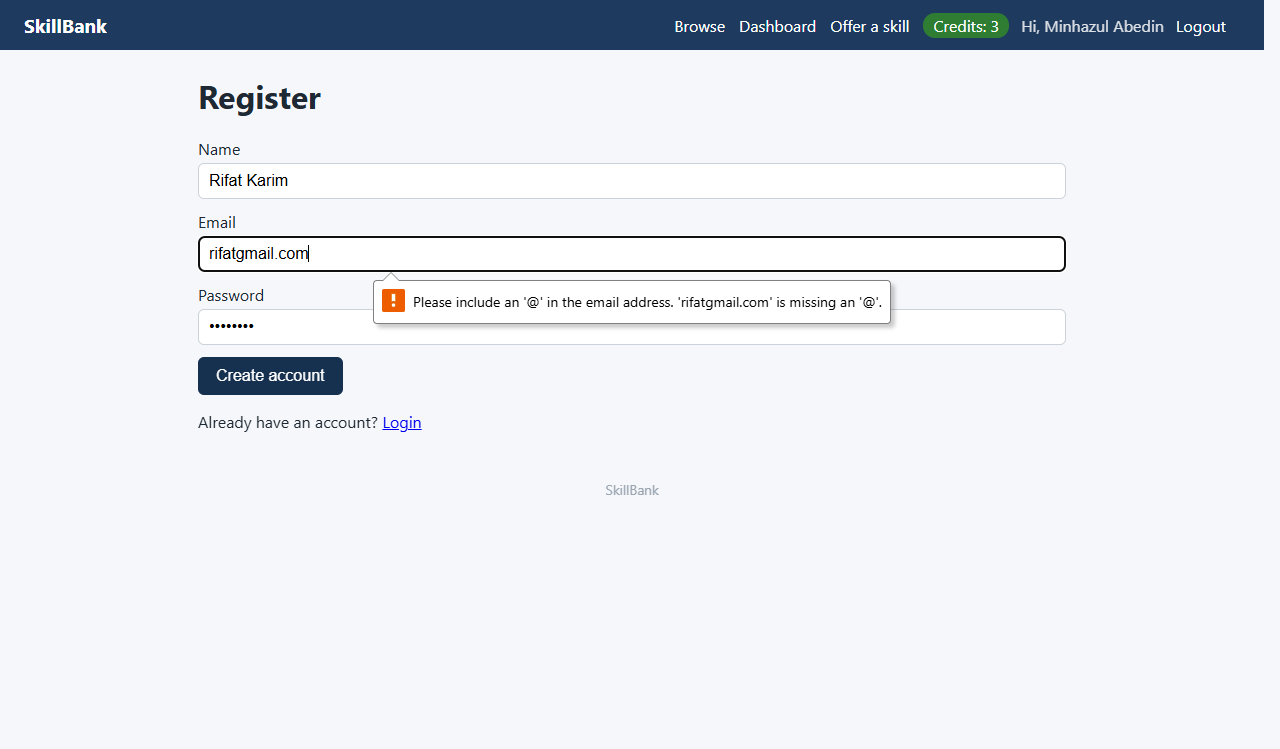 SkillBank Browse Dashboard Offer a skill Credits: 3 Hi, Minhazul Abedin Logout
Register
Name
Rifat Karim
Email
rifatgmail.com
Please include an '@' in the email address. 'rifatgmail.com' is missing an '@'.
Password
••••••••
Create account
Already have an account? Login
SkillBank